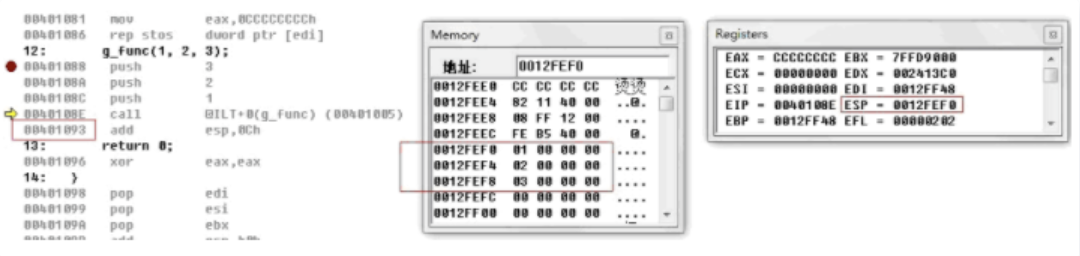 00401081 mov eax,0CCCCCCCCh
00401086 rep stos dword ptr [edi]
12: g_func(1, 2, 3);
00401088 push 3
0040108A push 2
0040108C push 1
0040108E call @ILT+0(g_func) (00401005)
00401093 add esp,0Ch
13: return 0;
00401096 xor eax,eax
14: }
00401098 pop edi
00401099 pop esi
0040109A pop ebx
Memory
地址: 0012FEF0
0012FEE0 CC CC CC CC 烫烫
0012FEE4 82 11 40 00 ..@.
0012FEE8 08 FF 12 00 ....
0012FEEC FE B5 40 00 @.
0012FEF0 01 00 00 00 ....
0012FEF4 02 00 00 00 ....
0012FEF8 03 00 00 00 ....
0012FEFC 00 00 00 00 ....
0012FF00 00 00 00 00 ....
Registers
EAX = CCCCCCCC EBX = 7FFD9000
ECX = 00000000 EDX = 002413C0
ESI = 00000000 EDI = 0012FF48
EIP = 0040108E ESP = 0012FEF0
EBP = 0012FF48 EFL = 00000202